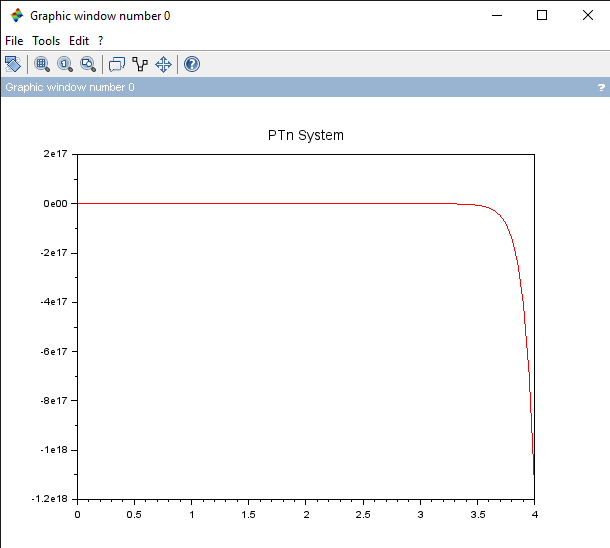 Graphic window number 0
File Tools Edit ?
Graphic window number 0 ?
PTn System
2e17
0e00
-2e17
-4e17
-6e17
-8e17
-1e18
-1.2e18
0 0.5 1 1.5 2 2.5 3 3.5 4